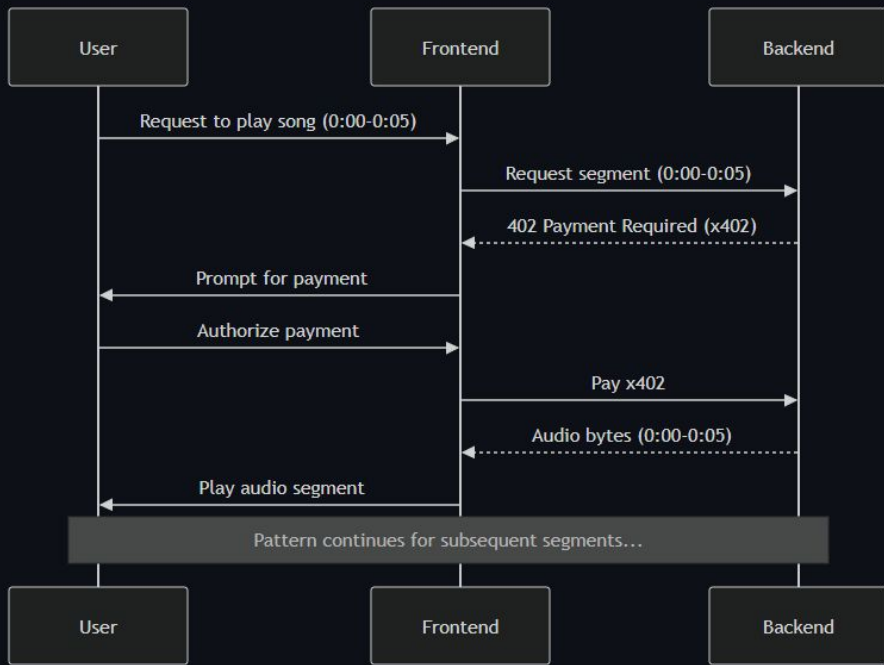 User
Frontend
Backend
Request to play song (0:00-0:05)
Request segment (0:00-0:05)
402 Payment Required (x402)
Prompt for payment
Authorize payment
Pay x402
Audio bytes (0:00-0:05)
Play audio segment
Pattern continues for subsequent segments...
User
Frontend
Backend